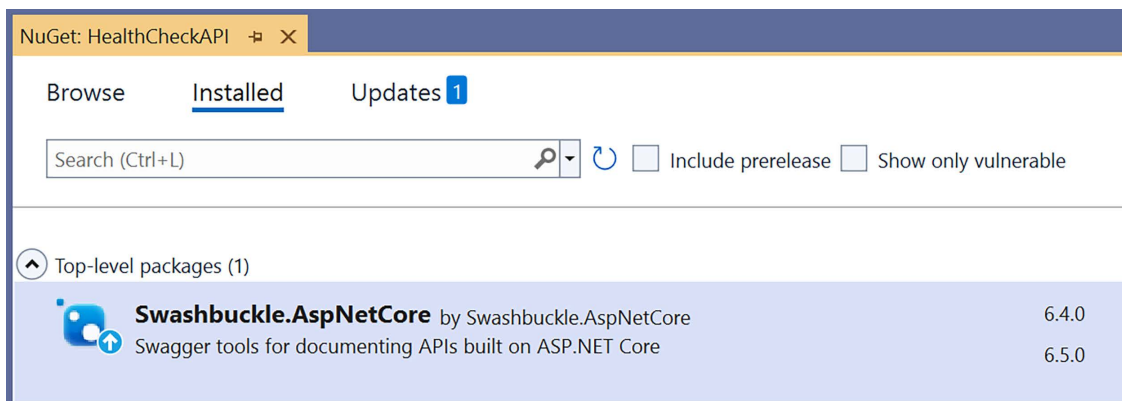 NuGet: HealthCheckAPI
Browse Installed Updates 1
Search (Ctrl+L) Include prerelease Show only vulnerable
Top-level packages (1)
Swashbuckle.AspNetCore by Swashbuckle.AspNetCore 6.4.0
Swagger tools for documenting APIs built on ASP.NET Core 6.5.0